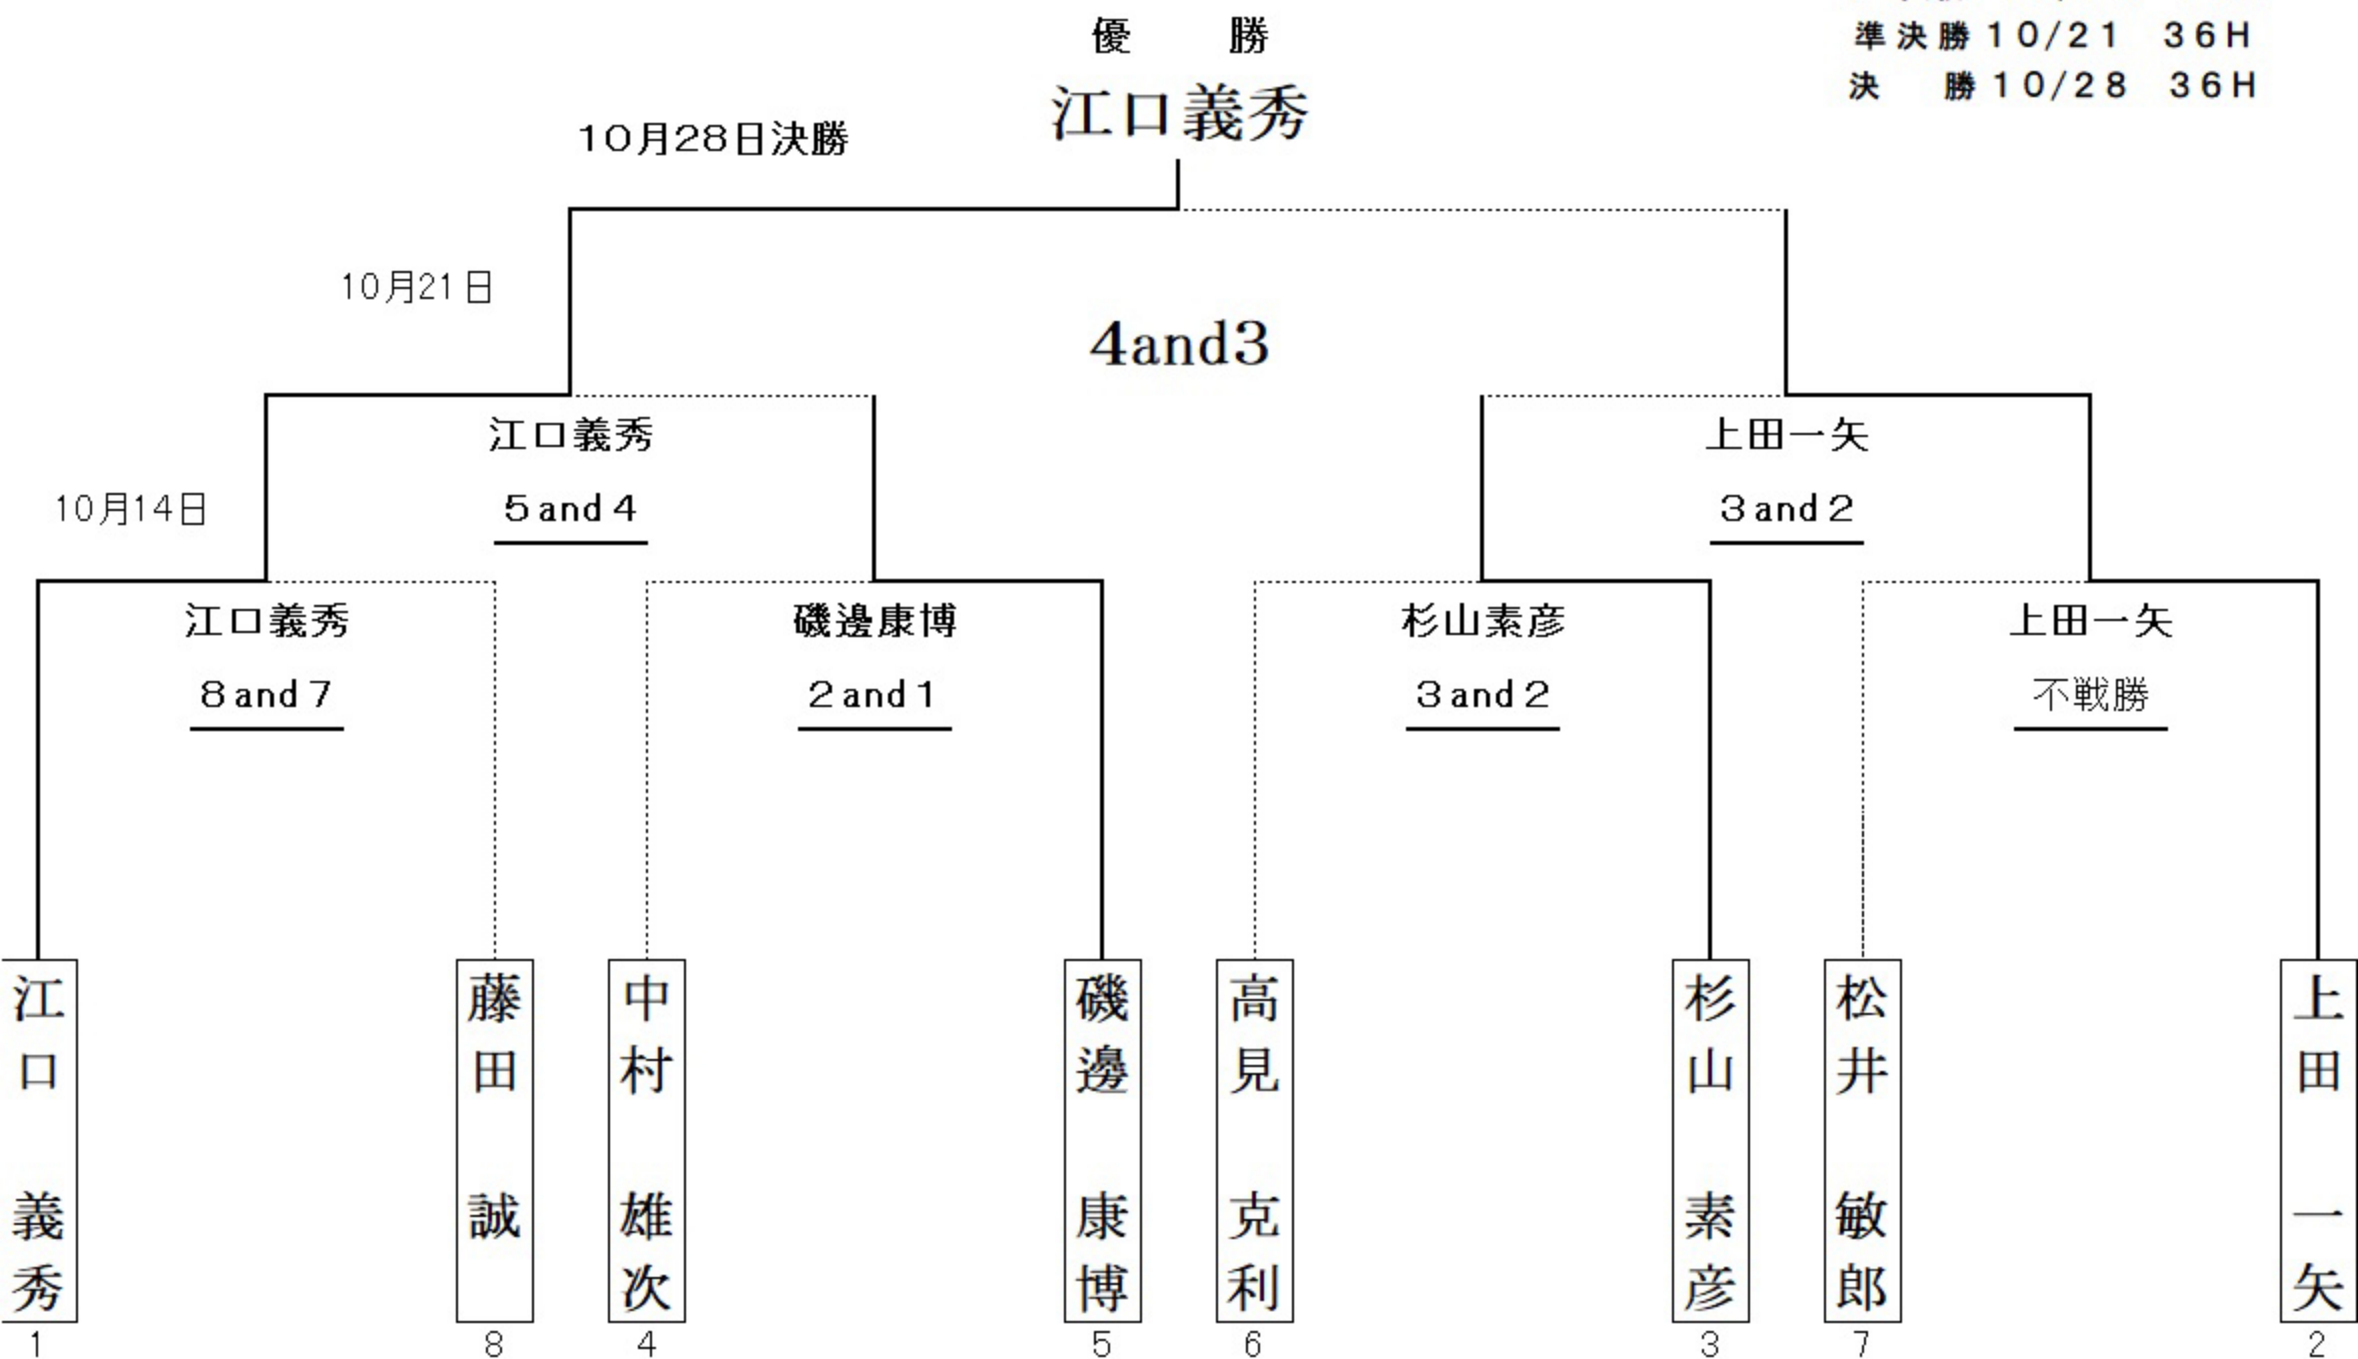 準決勝10/21 36H
決 勝10/28 36H
優 勝
江口義秀
10月28日決勝
10月21日
4and3
江口義秀
5and4
上田一矢
3and2
10月14日
江口義秀
8and7
磯邊康博
2and1
杉山素彦
3and2
上田一矢
不戦勝
江口 義秀
1
藤田 誠
8
中村 雄次
4
磯邊 康博
5
高見 克利
6
杉山 素彦
3
松井 敏郎
7
上田 一矢
2